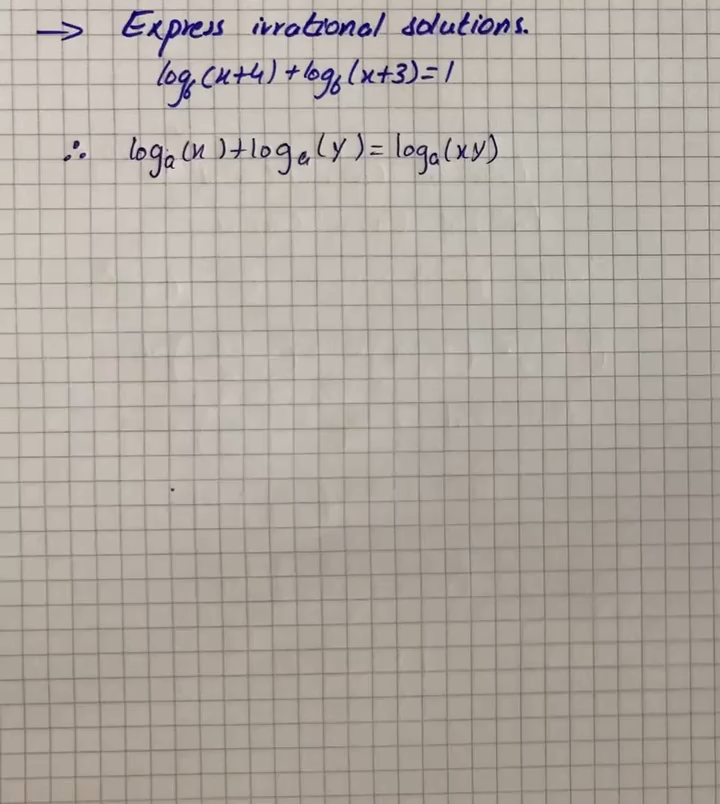 → Express irrational solutions.
log₆(x+4)+log₆(x+3)=1
∴ logₐ(x)+logₐ(y)=logₐ(xy)